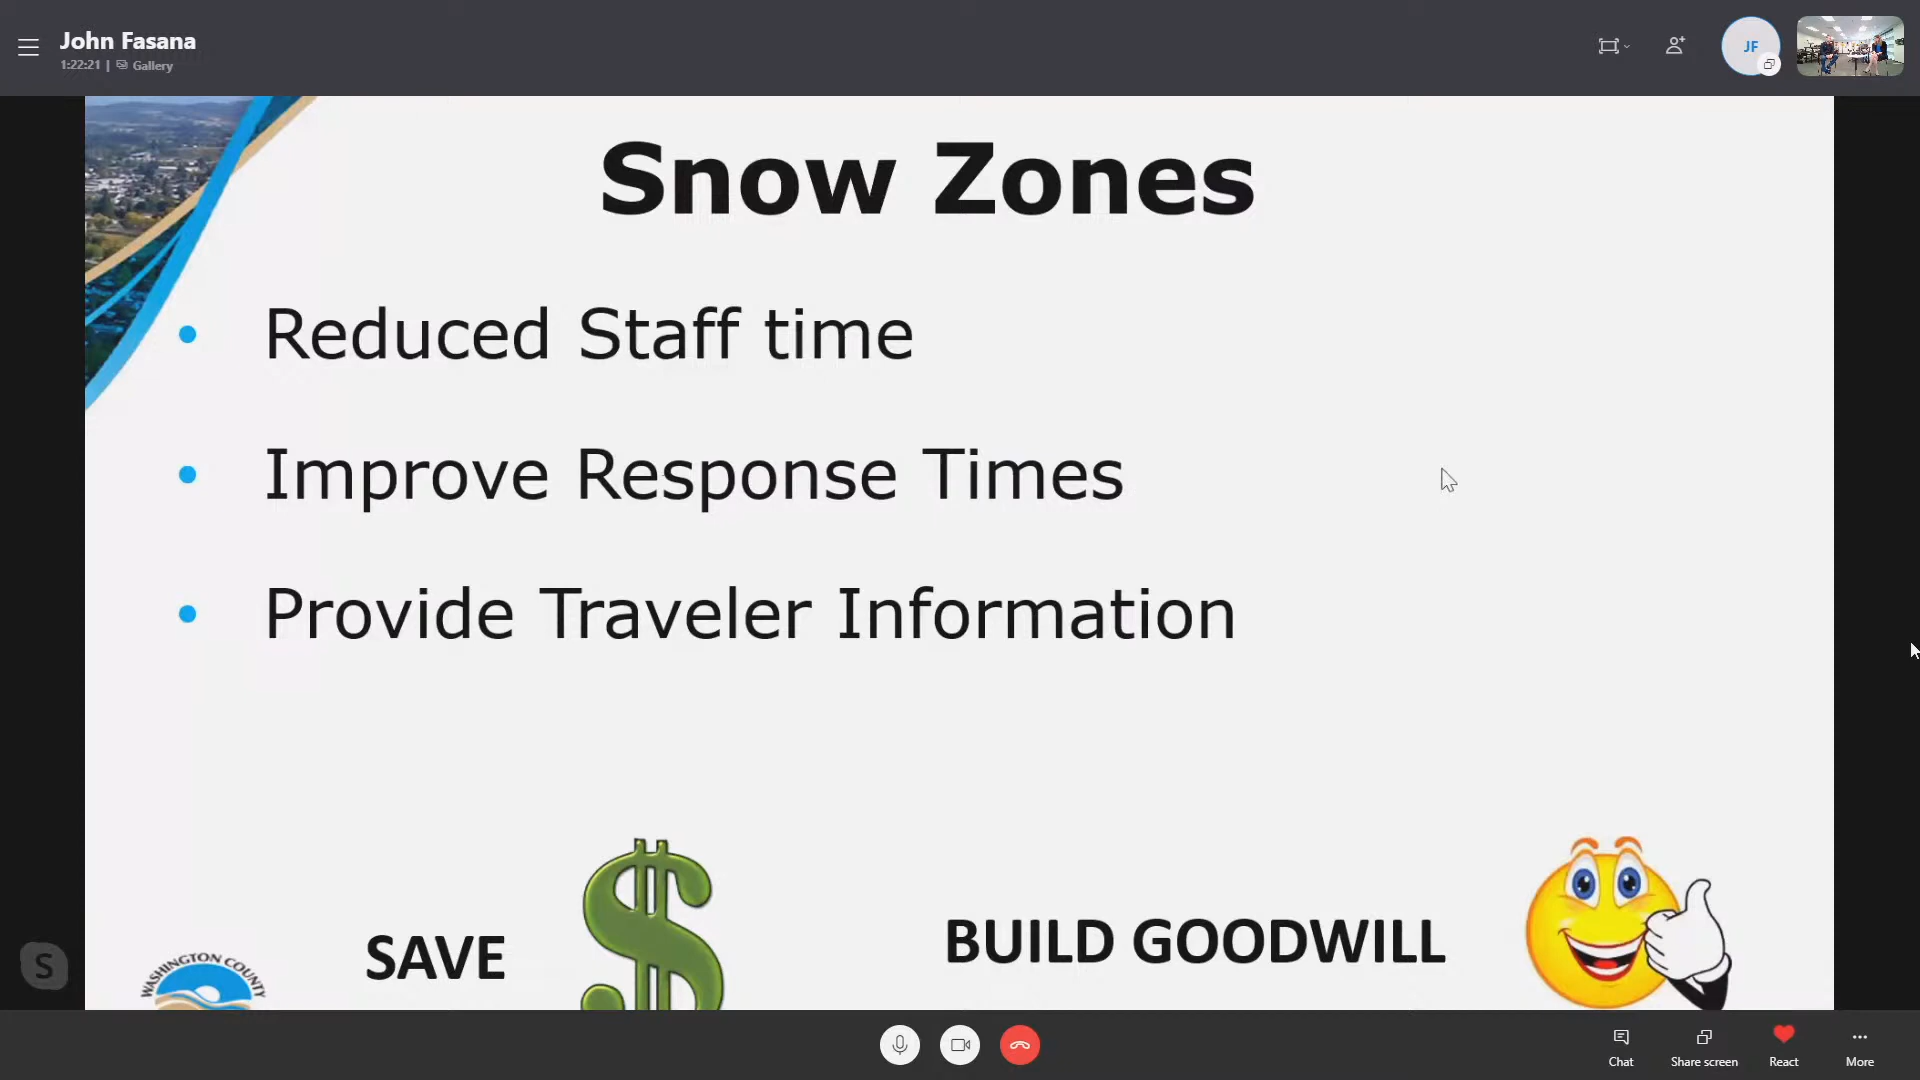 John Fasana
1:22:21 | Gallery
JF
Snow Zones
• Reduced Staff time
• Improve Response Times
• Provide Traveler Information
SAVE $
BUILD GOODWILL
WASHINGTON COUNTY
S
Chat
Share screen
React
More